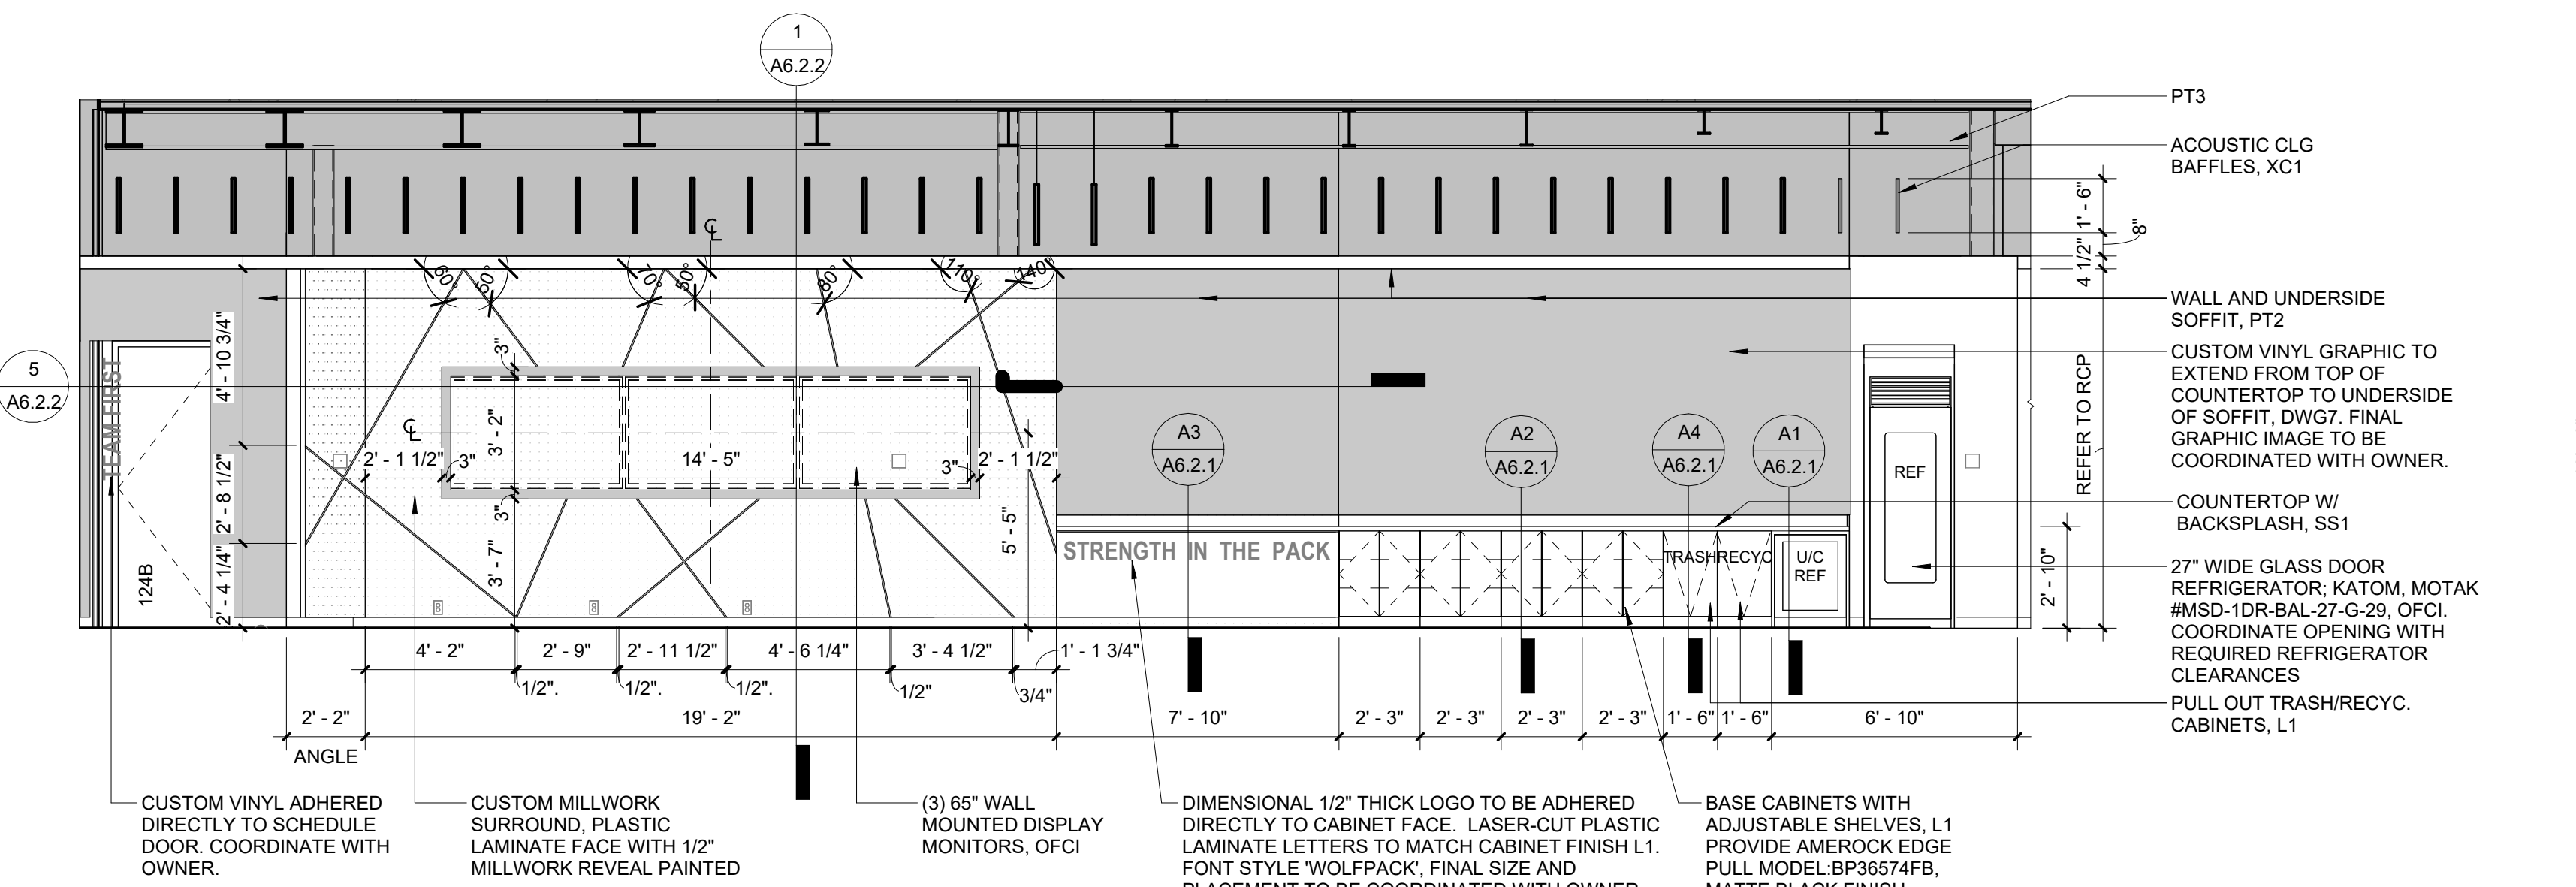 1
A6.2.2
PT3
ACOUSTIC CLG
BAFFLES, XC1
1' - 6"
8"
4 1/2"
WALL AND UNDERSIDE
SOFFIT, PT2
CUSTOM VINYL GRAPHIC TO
EXTEND FROM TOP OF
COUNTERTOP TO UNDERSIDE
OF SOFFIT, DWG7. FINAL
GRAPHIC IMAGE TO BE
COORDINATED WITH OWNER.
REFER TO RCP
COUNTERTOP W/
BACKSPLASH, SS1
2' - 10"
27" WIDE GLASS DOOR
REFRIGERATOR; KATOM, MOTAK
#MSD-1DR-BAL-27-G-29, OFCI.
COORDINATE OPENING WITH
REQUIRED REFRIGERATOR
CLEARANCES
PULL OUT TRASH/RECYC.
CABINETS, L1
℄
60°
50°
70°
50°
80°
110°
140°
5
A6.2.2
TEAM FIRST
124B
4' - 10 3/4"
2' - 8 1/2"
2' - 4 1/4"
3"
3' - 2"
℄
2' - 1 1/2"
3"
14' - 5"
3"
2' - 1 1/2"
3"
3' - 7"
5' - 5"
A3
A6.2.1
A2
A6.2.1
A4
A6.2.1
A1
A6.2.1
REF
STRENGTH IN THE PACK
TRASH
RECYC
U/C
REF
4' - 2"
2' - 9"
2' - 11 1/2"
4' - 6 1/4"
3' - 4 1/2"
1' - 1 3/4"
1/2".
1/2".
1/2".
1/2"
3/4"
2' - 2"
19' - 2"
7' - 10"
2' - 3"
2' - 3"
2' - 3"
2' - 3"
1' - 6"
1' - 6"
6' - 10"
ANGLE
CUSTOM VINYL ADHERED
DIRECTLY TO SCHEDULE
DOOR. COORDINATE WITH
OWNER.
CUSTOM MILLWORK
SURROUND, PLASTIC
LAMINATE FACE WITH 1/2"
MILLWORK REVEAL PAINTED
(3) 65" WALL
MOUNTED DISPLAY
MONITORS, OFCI
DIMENSIONAL 1/2" THICK LOGO TO BE ADHERED
DIRECTLY TO CABINET FACE. LASER-CUT PLASTIC
LAMINATE LETTERS TO MATCH CABINET FINISH L1.
FONT STYLE 'WOLFPACK', FINAL SIZE AND
PLACEMENT TO BE COORDINATED WITH OWNER
BASE CABINETS WITH
ADJUSTABLE SHELVES, L1
PROVIDE AMEROCK EDGE
PULL MODEL:BP36574FB,
MATTE BLACK FINISH